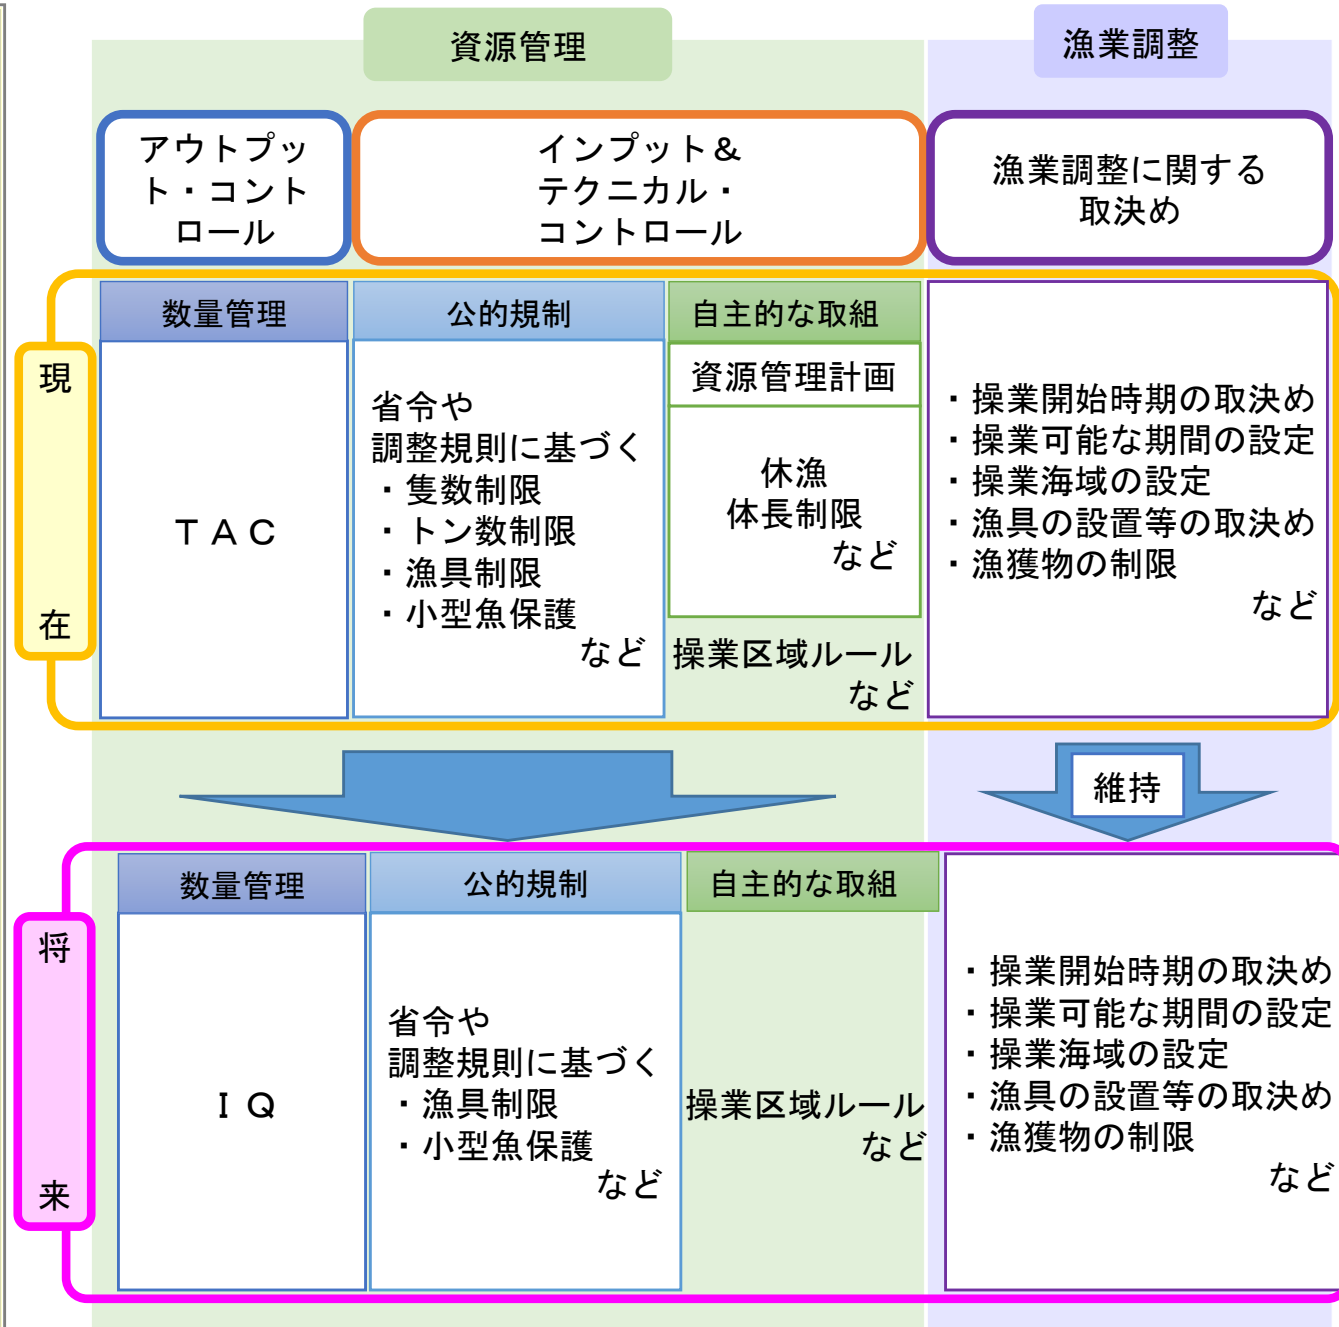 資源管理
漁業調整
アウトプッ
ト・コント
ロール
インプット＆
テクニカル・
コントロール
漁業調整に関する
取決め
現
在
数量管理
ＴＡＣ
公的規制
省令や
調整規則に基づく
・隻数制限
・トン数制限
・漁具制限
・小型魚保護
など
自主的な取組
資源管理計画
休漁
体長制限
など
操業区域ルール
など
・操業開始時期の取決め
・操業可能な期間の設定
・操業海域の設定
・漁具の設置等の取決め
・漁獲物の制限
など
維持
将
来
数量管理
ＩＱ
公的規制
省令や
調整規則に基づく
・漁具制限
・小型魚保護
など
自主的な取組
操業区域ルール
など
・操業開始時期の取決め
・操業可能な期間の設定
・操業海域の設定
・漁具の設置等の取決め
・漁獲物の制限
など